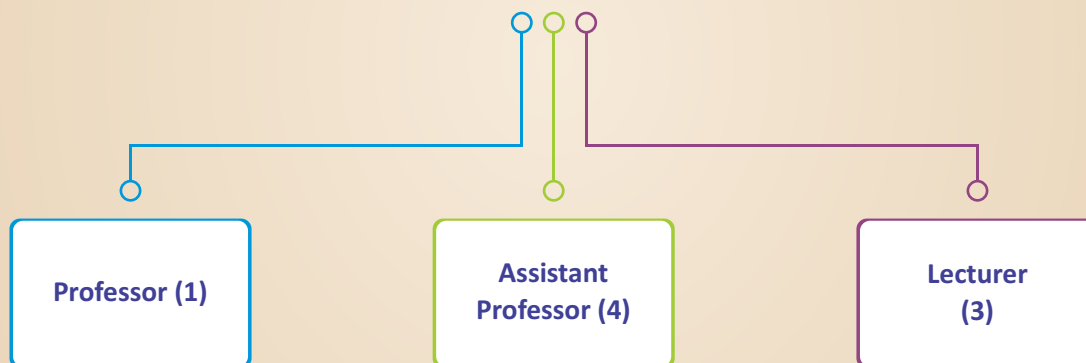 Professor (1)
Assistant
Professor (4)
Lecturer
(3)